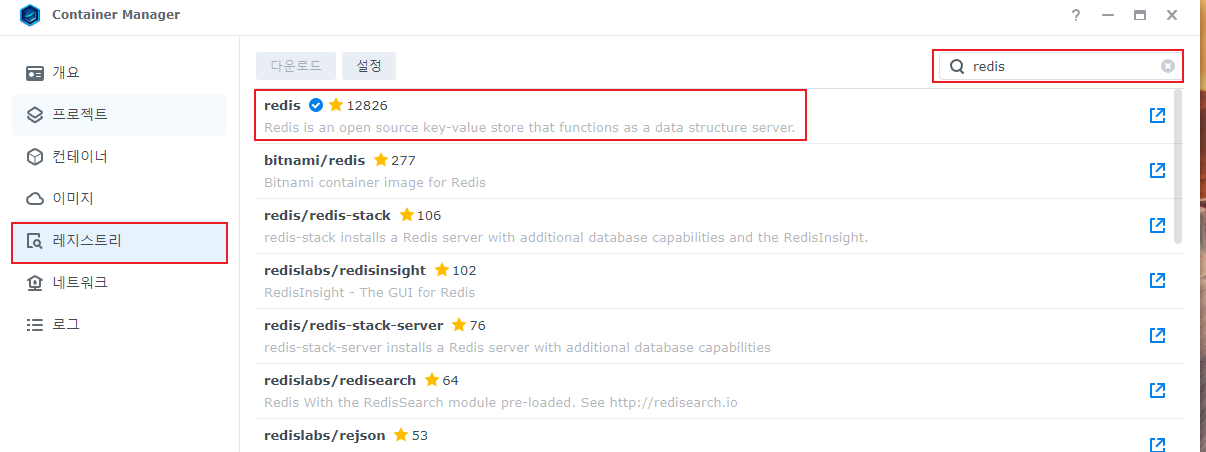 Container Manager
?
개요
프로젝트
컨테이너
이미지
레지스트리
네트워크
로그
다운로드 설정
redis
redis 12826
Redis is an open source key-value store that functions as a data structure server.
bitnami/redis 277
Bitnami container image for Redis
redis/redis-stack 106
redis-stack installs a Redis server with additional database capabilities and the RedisInsight.
redislabs/redisinsight 102
RedisInsight - The GUI for Redis
redis/redis-stack-server 76
redis-stack-server installs a Redis server with additional database capabilities
redislabs/redisearch 64
Redis With the RedisSearch module pre-loaded. See http://redisearch.io
redislabs/rejson 53